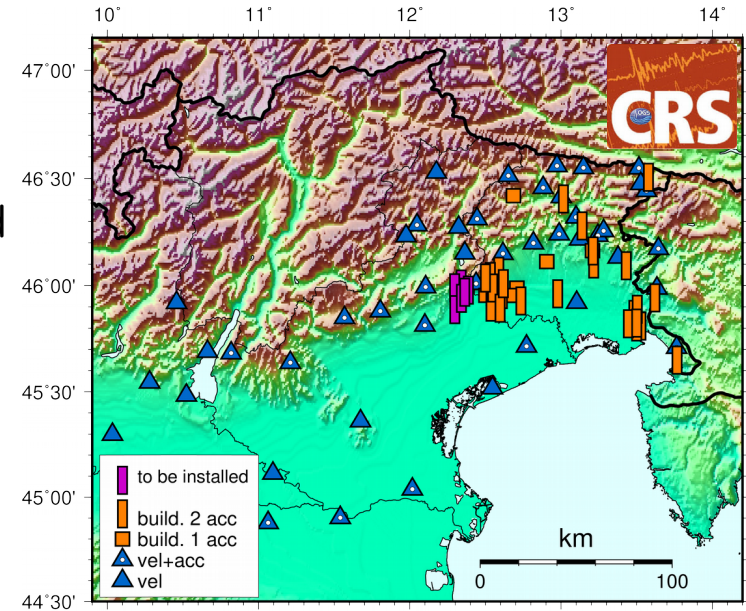 10° 11° 12° 13° 14°
47°00'
CRS
46°30'
46°00'
45°30'
45°00'
44°30'
to be installed
build. 2 acc
build. 1 acc
vel+acc
vel
km
0 100